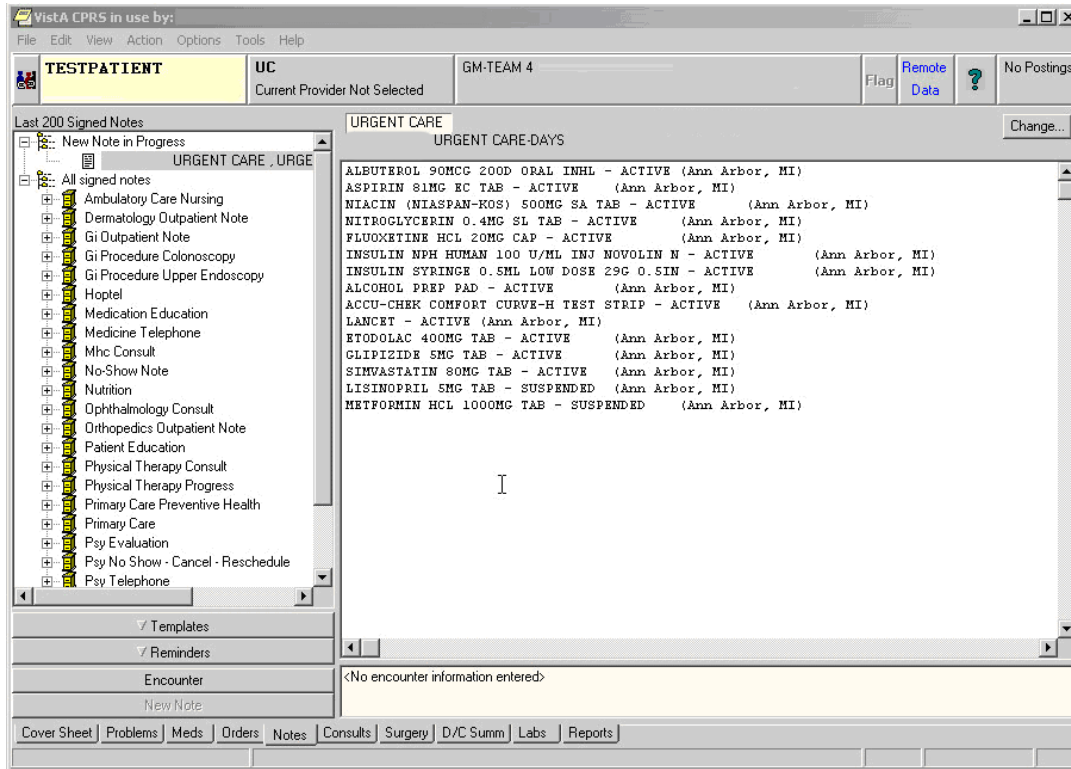 VistA CPRS in use by:
File Edit View Action Options Tools Help
TESTPATIENT
UC
Current Provider Not Selected
GM-TEAM 4
Flag
Remote
Data
?
No Postings
Last 200 Signed Notes
New Note in Progress
URGENT CARE , URGE
All signed notes
Ambulatory Care Nursing
Dermatology Outpatient Note
Gi Outpatient Note
Gi Procedure Colonoscopy
Gi Procedure Upper Endoscopy
Hoptel
Medication Education
Medicine Telephone
Mhc Consult
No-Show Note
Nutrition
Ophthalmology Consult
Orthopedics Outpatient Note
Patient Education
Physical Therapy Consult
Physical Therapy Progress
Primary Care Preventive Health
Primary Care
Psy Evaluation
Psy No Show - Cancel - Reschedule
Psy Telephone
Templates
Reminders
Encounter
New Note
URGENT CARE
URGENT CARE-DAYS
Change...
ALBUTEROL 90MCG 200D ORAL INHL - ACTIVE (Ann Arbor, MI)
ASPIRIN 81MG EC TAB - ACTIVE (Ann Arbor, MI)
NIACIN (NIASPAN-KOS) 500MG SA TAB - ACTIVE (Ann Arbor, MI)
NITROGLYCERIN 0.4MG SL TAB - ACTIVE (Ann Arbor, MI)
FLUOXETINE HCL 20MG CAP - ACTIVE (Ann Arbor, MI)
INSULIN NPH HUMAN 100 U/ML INJ NOVOLIN N - ACTIVE (Ann Arbor, MI)
INSULIN SYRINGE 0.5ML LOW DOSE 29G 0.5IN - ACTIVE (Ann Arbor, MI)
ALCOHOL PREP PAD - ACTIVE (Ann Arbor, MI)
ACCU-CHEK COMFORT CURVE-H TEST STRIP - ACTIVE (Ann Arbor, MI)
LANCET - ACTIVE (Ann Arbor, MI)
ETODOLAC 400MG TAB - ACTIVE (Ann Arbor, MI)
GLIPIZIDE 5MG TAB - ACTIVE (Ann Arbor, MI)
SIMVASTATIN 80MG TAB - ACTIVE (Ann Arbor, MI)
LISINOPRIL 5MG TAB - SUSPENDED (Ann Arbor, MI)
METFORMIN HCL 1000MG TAB - SUSPENDED (Ann Arbor, MI)
<No encounter information entered>
Cover Sheet Problems Meds Orders Notes Consults Surgery D/C Summ Labs Reports